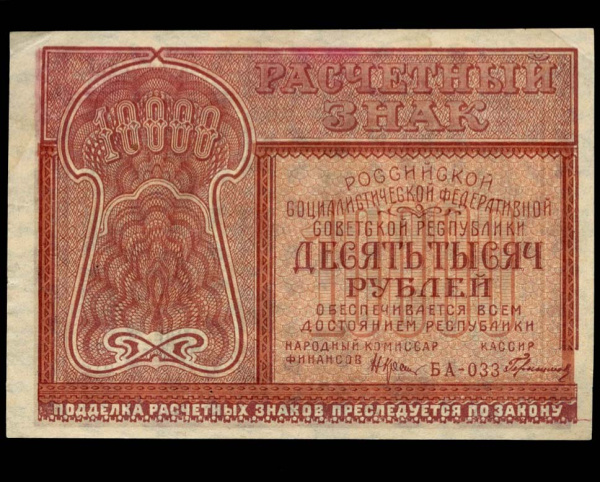 10000
РАСЧЕТНЫЙ
ЗНАК
РОССИЙСКОЙ
СОЦИАЛИСТИЧЕСКОЙ ФЕДЕРАТИВНОЙ
СОВЕТСКОЙ РЕСПУБЛИКИ
ДЕСЯТЬ ТЫСЯЧ
РУБЛЕЙ
ОБЕСПЕЧИВАЕТСЯ ВСЕМ
ДОСТОЯНИЕМ РЕСПУБЛИКИ
НАРОДНЫЙ КОМИССАР КАССИР
ФИНАНСОВ
БА-033
ПОДДЕЛКА РАСЧЕТНЫХ ЗНАКОВ ПРЕСЛЕДУЕТСЯ ПО ЗАКОНУ.